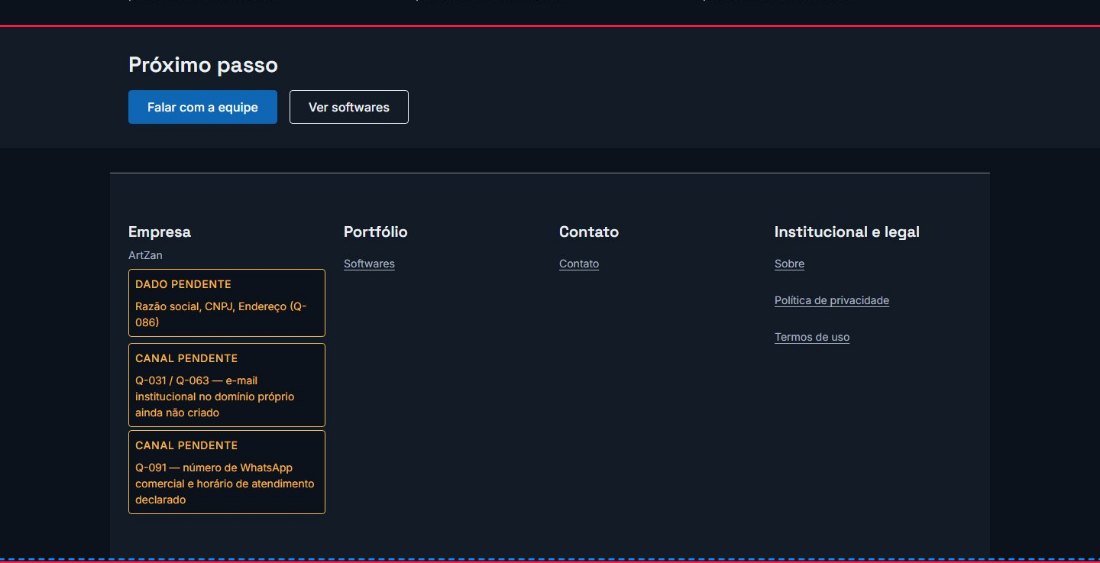 Próximo passo
Falar com a equipe
Ver softwares
Empresa
ArtZan
DADO PENDENTE
Razão social, CNPJ, Endereço (Q-
086)
CANAL PENDENTE
Q-031 / Q-063 — e-mail
institucional no domínio próprio
ainda não criado
CANAL PENDENTE
Q-091 — número de WhatsApp
comercial e horário de atendimento
declarado
Portfólio
Softwares
Contato
Contato
Institucional e legal
Sobre
Política de privacidade
Termos de uso